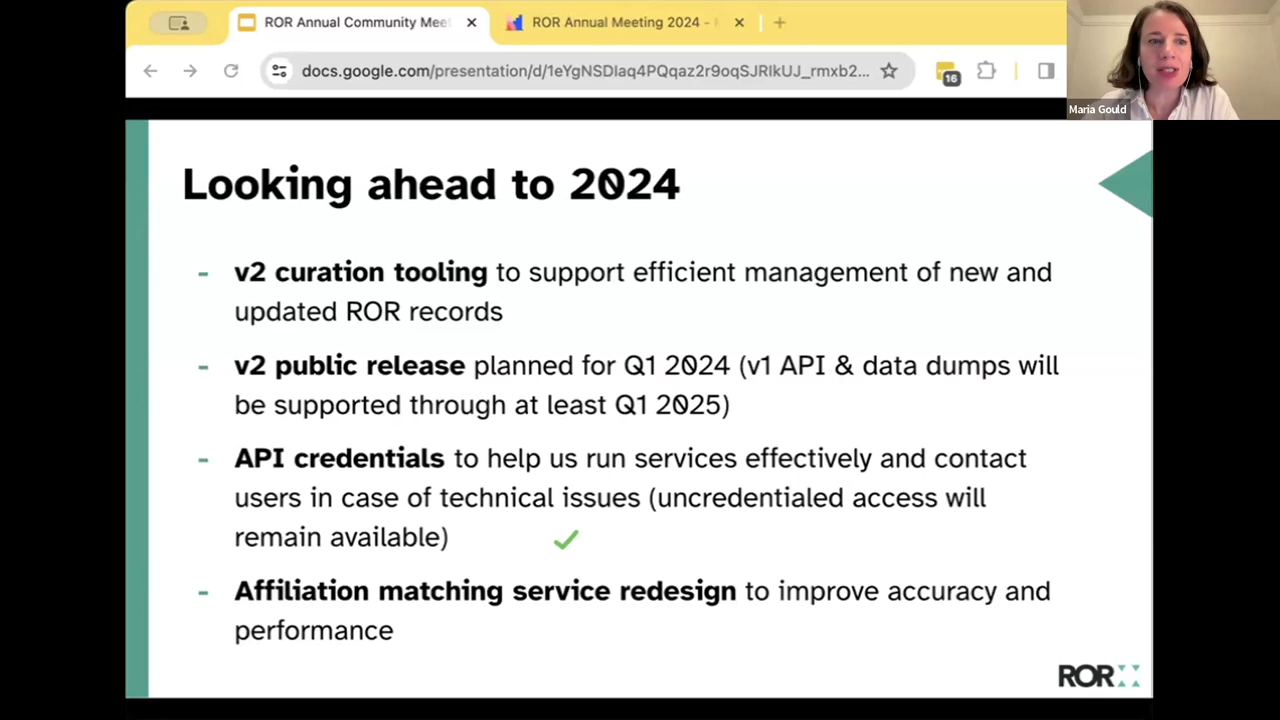 ROR Annual Community Meet
ROR Annual Meeting 2024 -
docs.google.com/presentation/d/1eYgNSDIaq4PQqaz2r9oqSJRIkUJ_rmxb2...
16
Maria Gould
Looking ahead to 2024
- v2 curation tooling to support efficient management of new and
updated ROR records
- v2 public release planned for Q1 2024 (v1 API & data dumps will
be supported through at least Q1 2025)
- API credentials to help us run services effectively and contact
users in case of technical issues (uncredentialed access will
remain available)
- Affiliation matching service redesign to improve accuracy and
performance
ROR